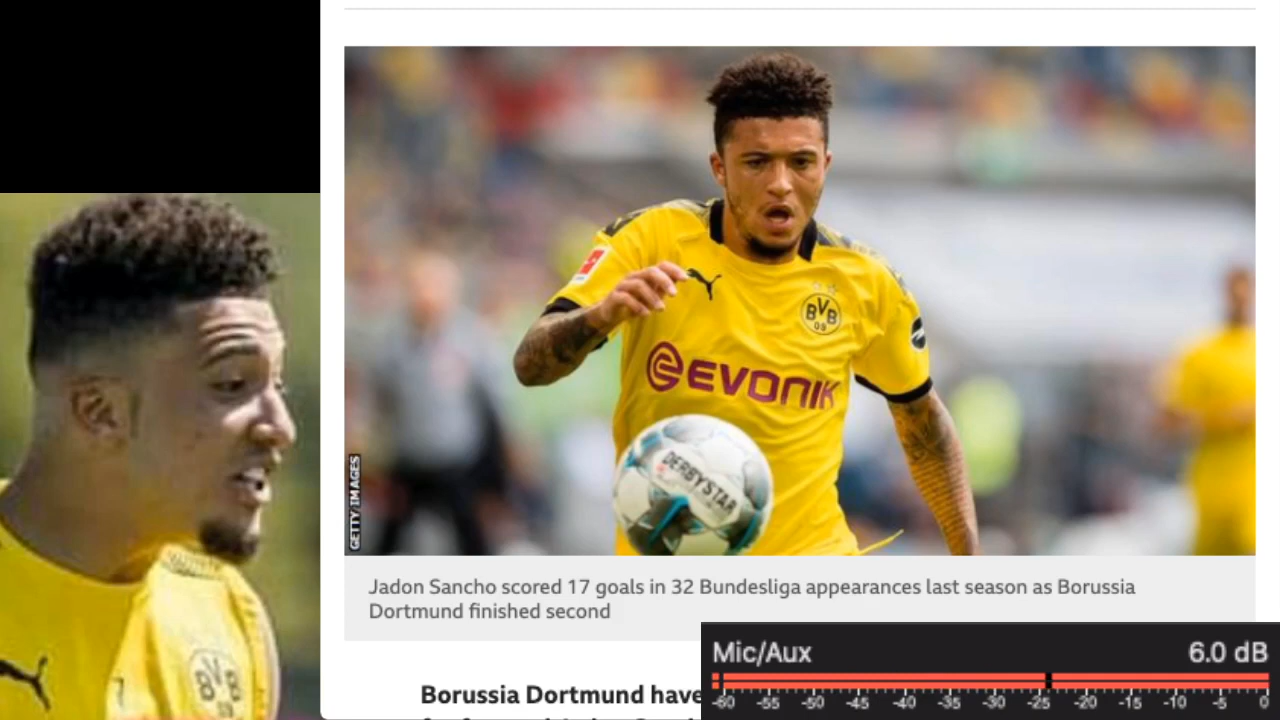 BVB
09
EVONIK
DERBYSTAR
GETTY IMAGES
BVB
Jadon Sancho scored 17 goals in 32 Bundesliga appearances last season as Borussia
Dortmund finished second
Borussia Dortmund have
Mic/Aux 6.0 dB
-60 -55 -50 -45 -40 -35 -30 -25 -20 -15 -10 -5 0